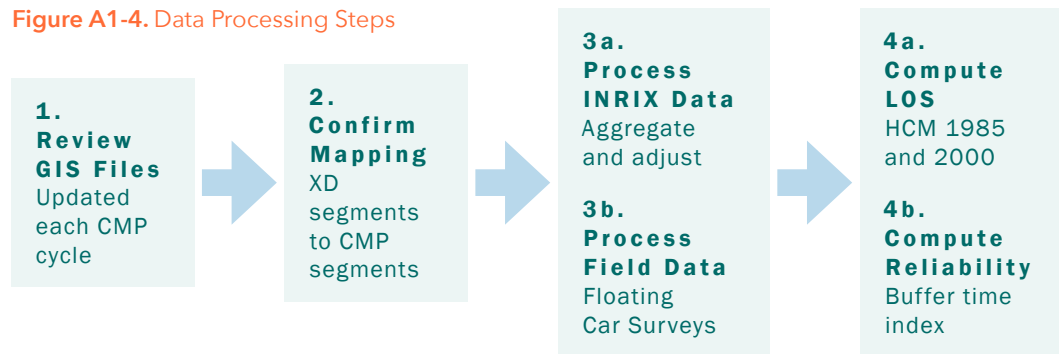 Figure A1-4. Data Processing Steps
1.
Review
GIS Files
Updated
each CMP
cycle
2.
Confirm
Mapping
XD
segments
to CMP
segments
3a.
Process
INRIX Data
Aggregate
and adjust
3b.
Process
Field Data
Floating
Car Surveys
4a.
Compute
LOS
HCM 1985
and 2000
4b.
Compute
Reliability
Buffer time
index